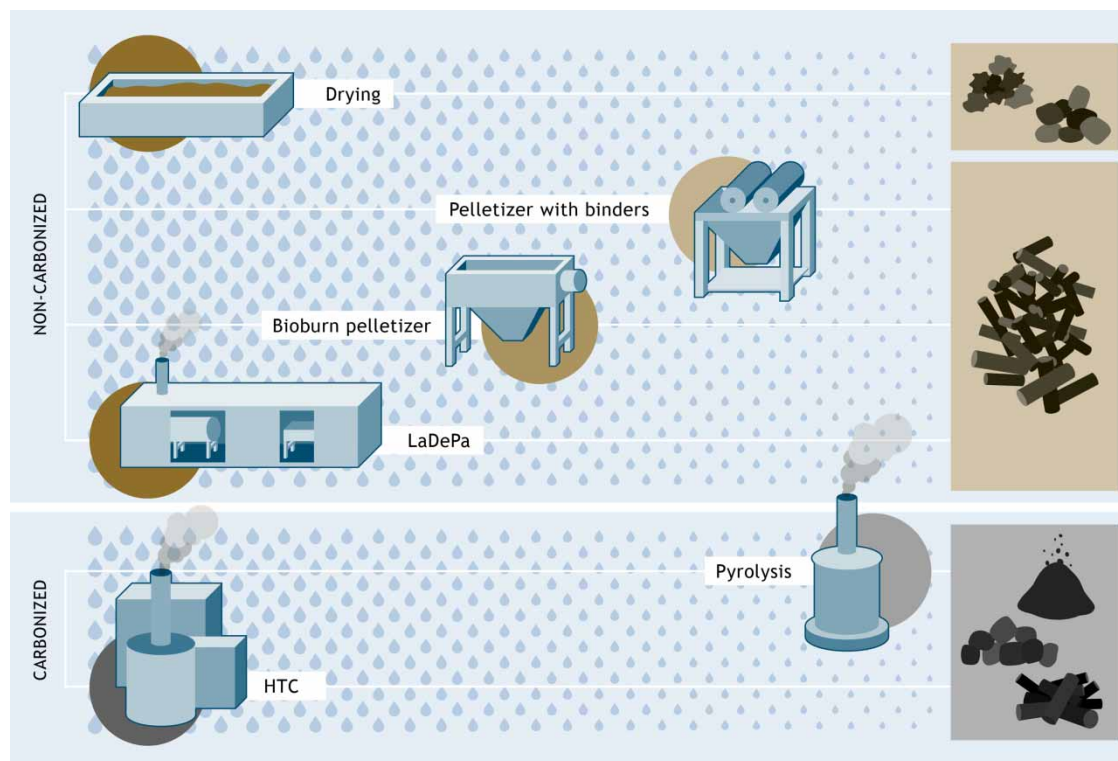 NON-CARBONIZED
Drying
Pelletizer with binders
Bioburn pelletizer
LaDePa
CARBONIZED
Pyrolysis
HTC